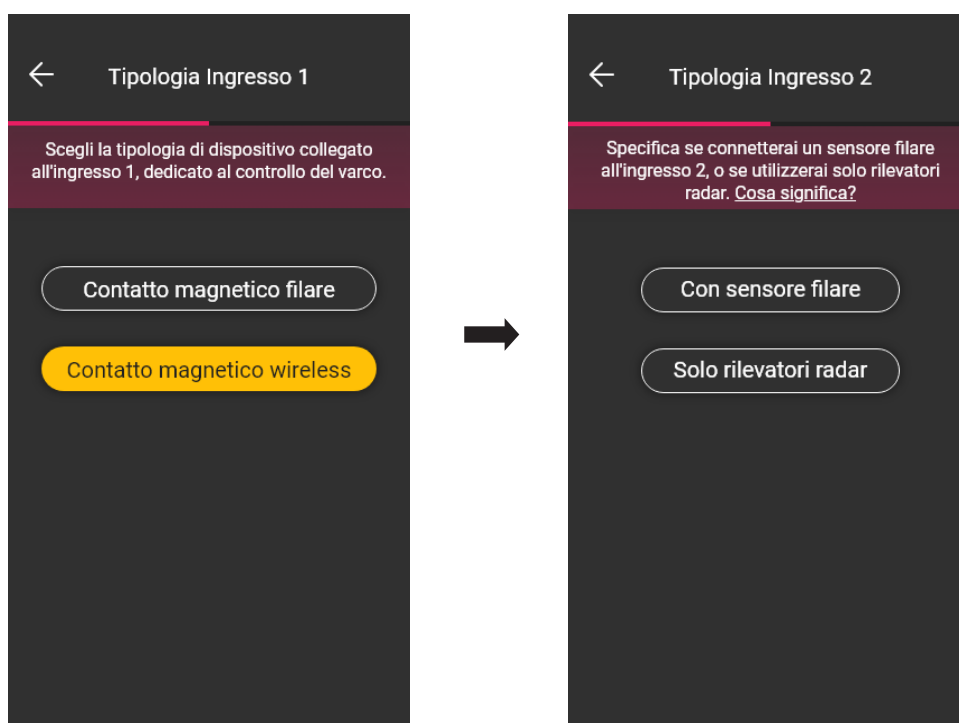 Tipologia Ingresso 1
Scegli la tipologia di dispositivo collegato
all'ingresso 1, dedicato al controllo del varco.
Contatto magnetico filare
Contatto magnetico wireless
Tipologia Ingresso 2
Specifica se connetterai un sensore filare
all'ingresso 2, o se utilizzerai solo rilevatori
radar. Cosa significa?
Con sensore filare
Solo rilevatori radar